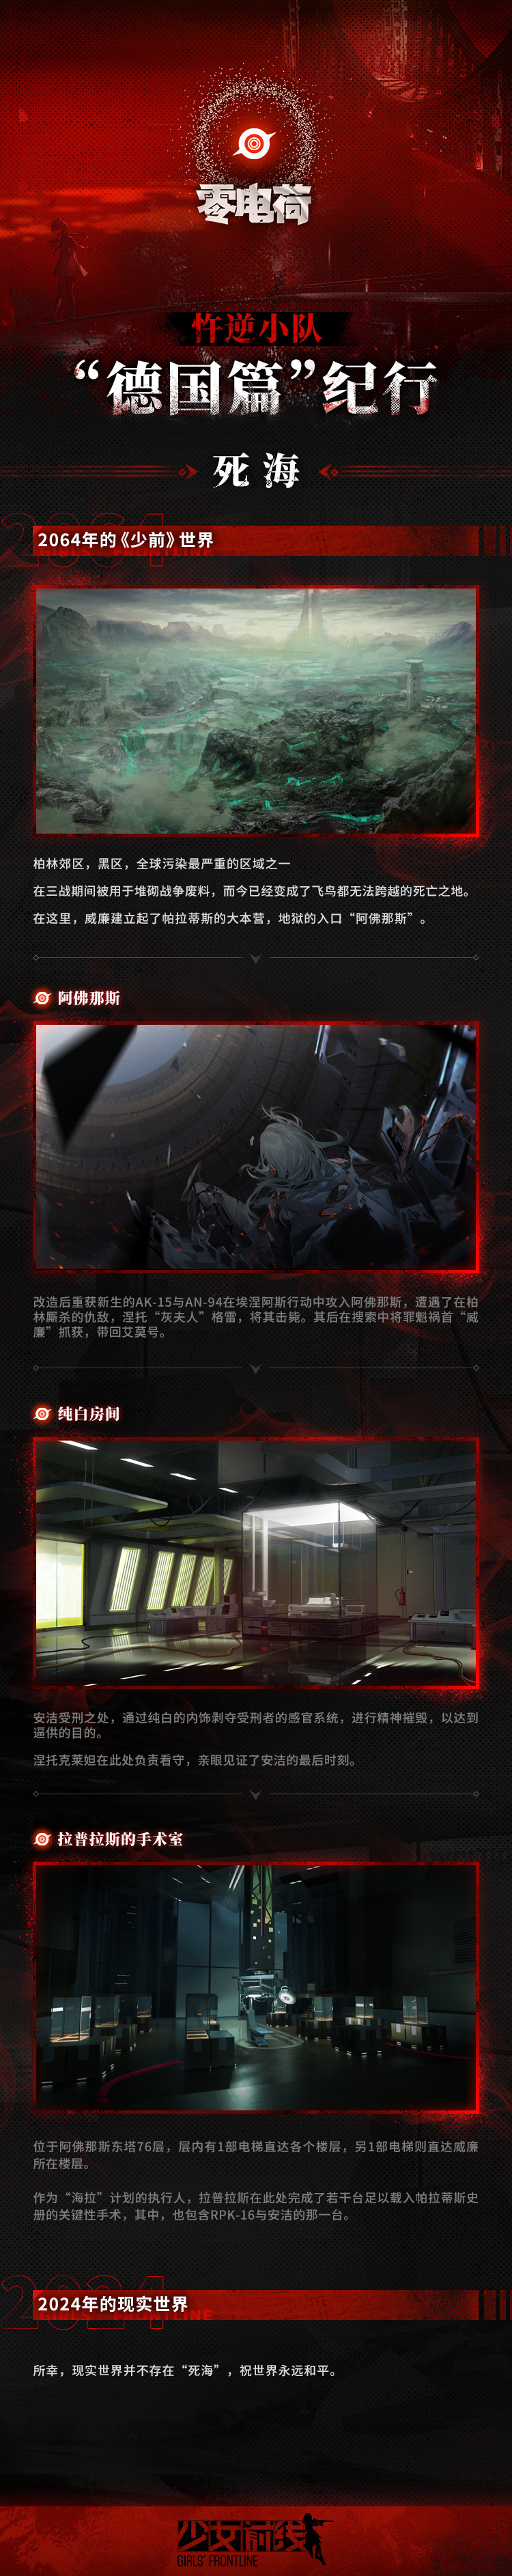 零电荷
忤逆小队
“德国篇”纪行
死海
2064
2064年的《少前》世界
GIRLS' FRONTLINE
柏林郊区，黑区，全球污染最严重的区域之一
在三战期间被用于堆砌战争废料，而今已经变成了飞鸟都无法跨越的死亡之地。
在这里，威廉建立起了帕拉蒂斯的大本营，地狱的入口“阿佛那斯”。
阿佛那斯
改造后重获新生的AK-15与AN-94在埃涅阿斯行动中攻入阿佛那斯，遭遇了在柏
林厮杀的仇敌，涅托“灰夫人”格雷，将其击毙。其后在搜索中将罪魁祸首“威
廉”抓获，带回艾莫号。
纯白房间
安洁受刑之处，通过纯白的内饰剥夺受刑者的感官系统，进行精神摧毁，以达到
逼供的目的。
涅托克莱妲在此处负责看守，亲眼见证了安洁的最后时刻。
拉普拉斯的手术室
位于阿佛那斯东塔76层，层内有1部电梯直达各个楼层，另1部电梯则直达威廉
所在楼层。
作为“海拉”计划的执行人，拉普拉斯在此处完成了若干台足以载入帕拉蒂斯史
册的关键性手术，其中，也包含RPK-16与安洁的那一台。
2024
2024年的现实世界
GIRLS' FRONTLINE
所幸，现实世界并不存在“死海”，祝世界永远和平。
少女前线
GIRLS' FRONTLINE